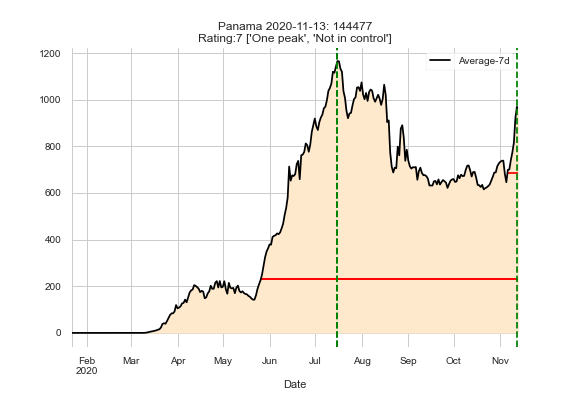 Panama 2020-11-13: 144477
Rating:7 ['One peak', 'Not in control']
Average-7d
1200
1000
800
600
400
200
0
Feb Mar Apr May Jun Jul Aug Sep Oct Nov
2020
Date